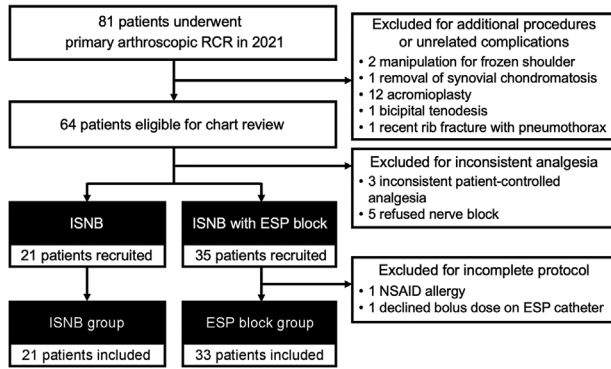 81 patients underwent
primary arthroscopic RCR in 2021
Excluded for additional procedures
or unrelated complications
• 2 manipulation for frozen shoulder
• 1 removal of synovial chondromatosis
• 12 acromioplasty
• 1 bicipital tenodesis
• 1 recent rib fracture with pneumothorax
64 patients eligible for chart review
Excluded for inconsistent analgesia
• 3 inconsistent patient-controlled
analgesia
• 5 refused nerve block
ISNB
21 patients recruited
ISNB with ESP block
35 patients recruited
Excluded for incomplete protocol
• 1 NSAID allergy
• 1 declined bolus dose on ESP catheter
ISNB group
21 patients included
ESP block group
33 patients included